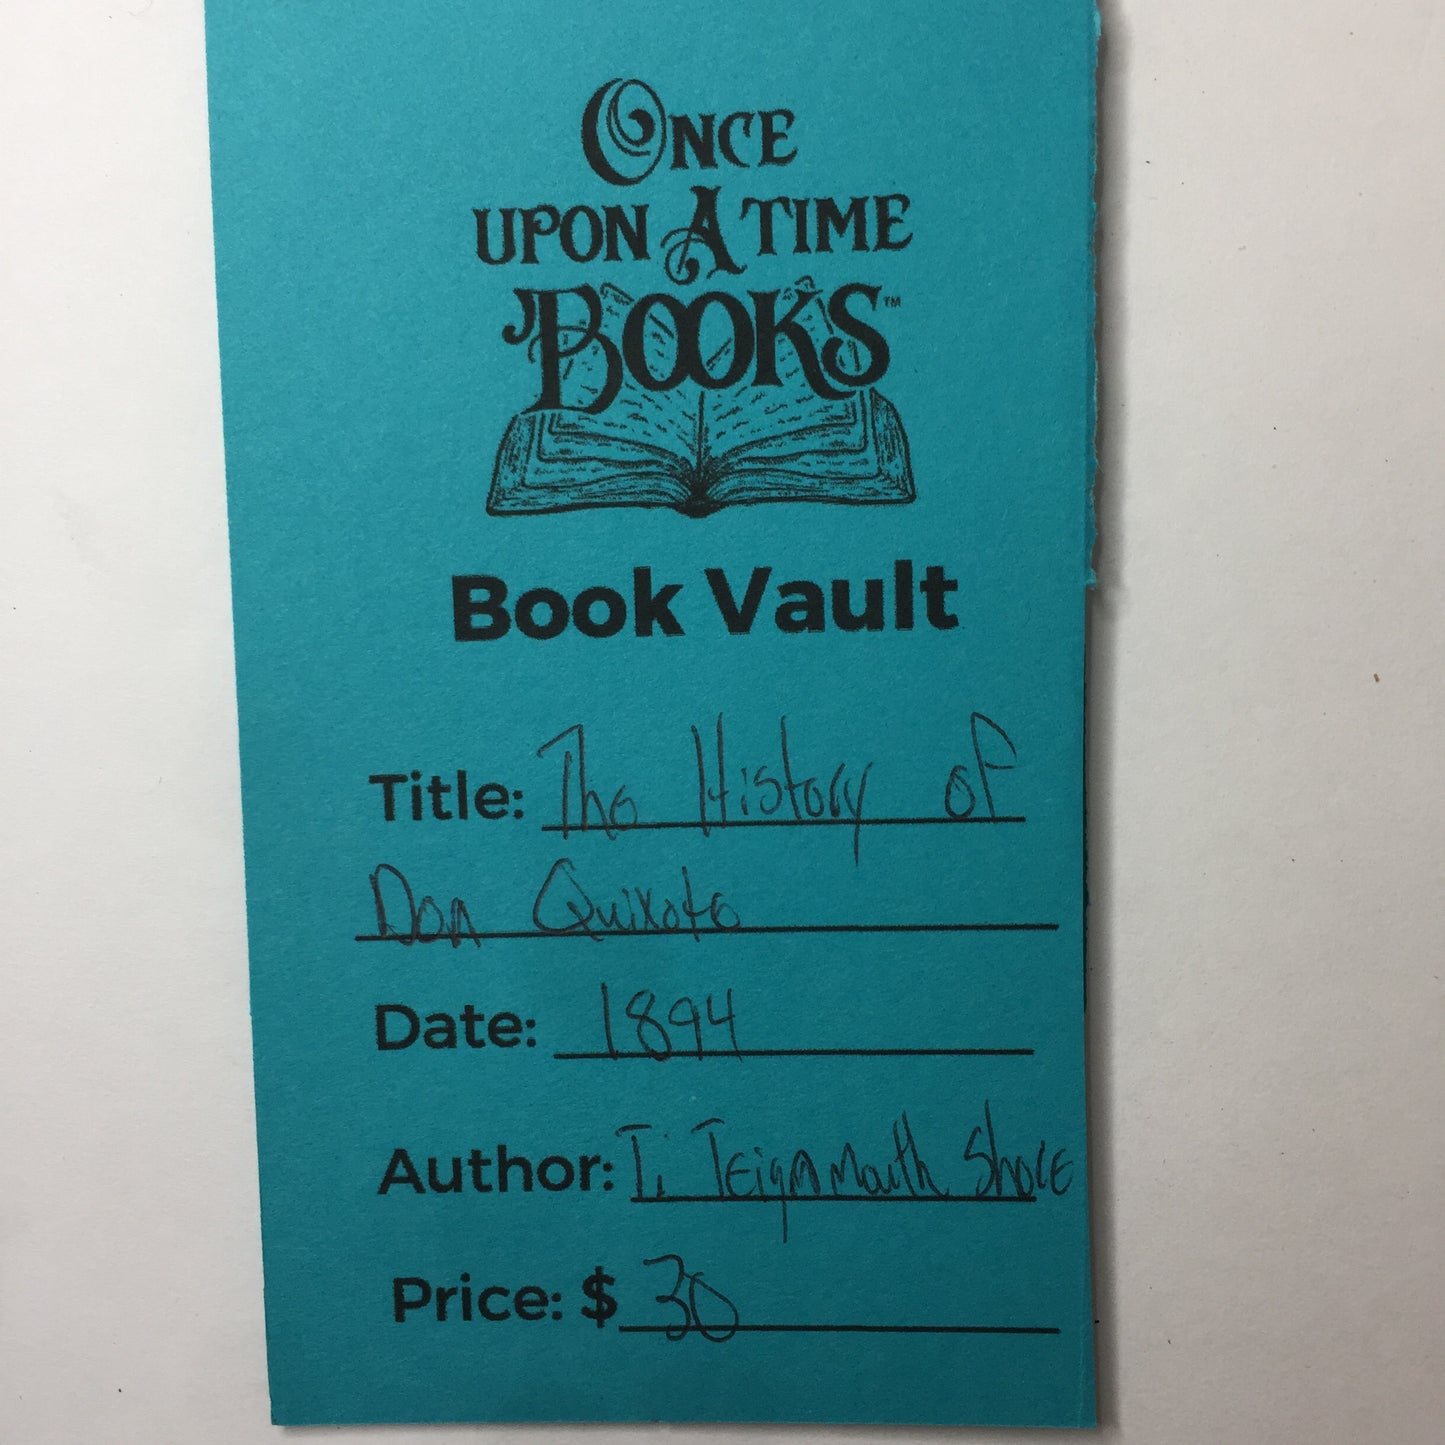 ONCE
UPON A TIME
BOOKS™
Book Vault
Title: The History of
Don Quixote
Date: 1894
Author: T. Teignmouth Shore
Price: $ 30